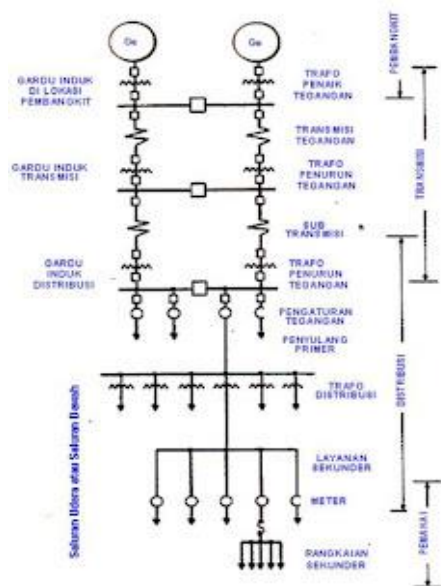 Ge
Ge
GARDU INDUK
DI LOKASI
PEMBANGKIT
TRAFO
PENAIK
TEGANGAN
PEMBANGKIT
TRANSMISI
TEGANGAN
GARDU INDUK
TRANSMISI
TRAFO
PENURUN
TEGANGAN
TRANSMISI
SUB
TRANSMISI
GARDU
INDUK
DISTRIBUSI
TRAFO
PENURUN
TEGANGAN
PENGATURAN
TEGANGAN
PENYULANG
PRIMER
DISTRIBUSI
TRAFO
DISTRIBUSI
Saluran Udara atau Saluran Bawah
LAYANAN
SEKUNDER
METER
S
PEMAKAI
RANGKAIAN
SEKUNDER